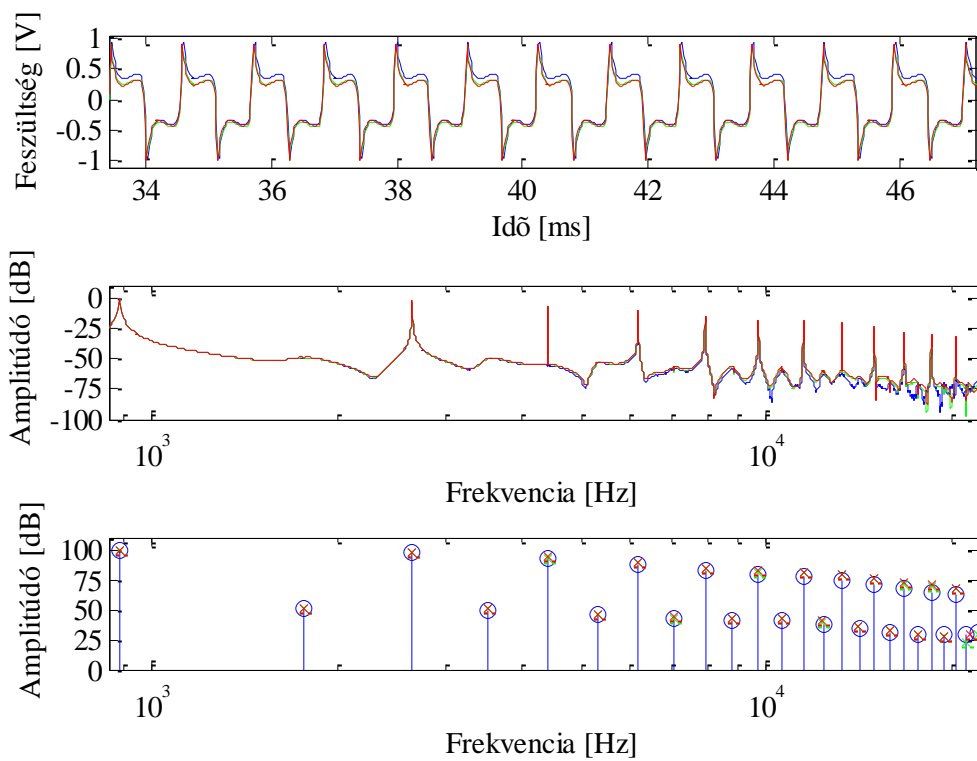 Feszültség [V]
1
0.5
0
-0.5
-1
34 36 38 40 42 44 46
Idõ [ms]
Amplitúdó [dB]
0
-25
-50
-75
-100
10³ 10⁴
Frekvencia [Hz]
Amplitúdó [dB]
100
75
50
25
0
10³ 10⁴
Frekvencia [Hz]